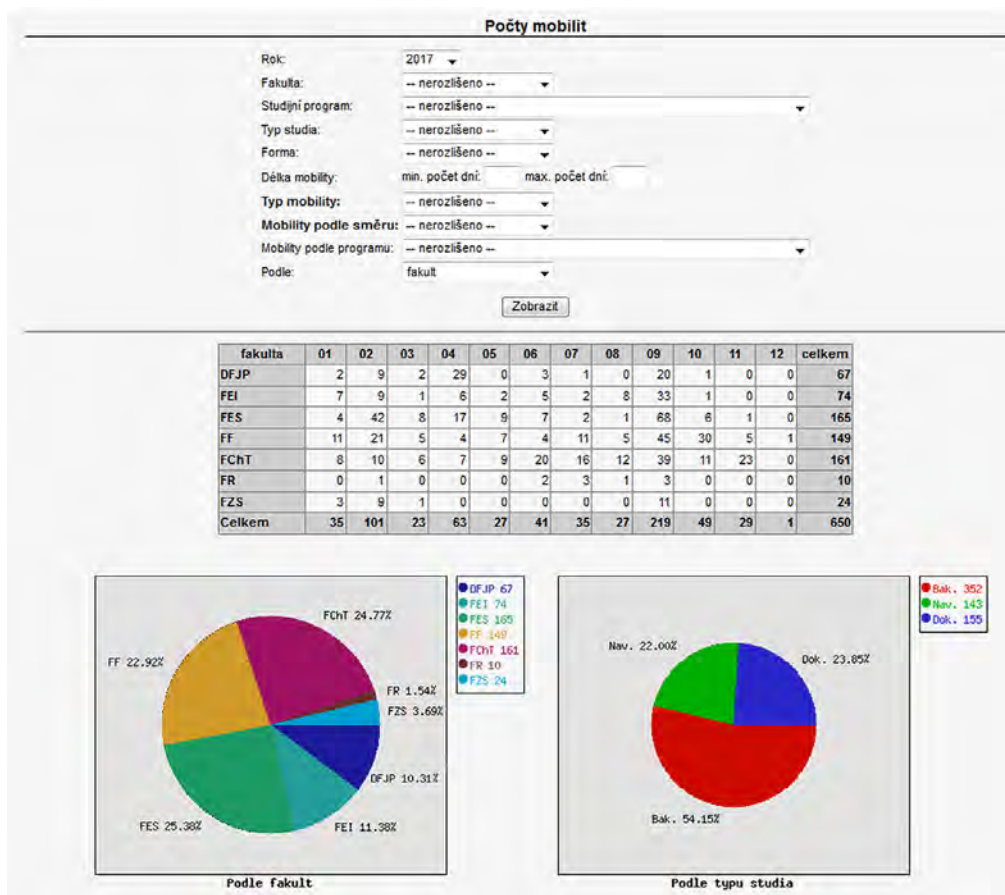 Počty mobilit
Rok: 2017
Fakulta: -- nerozlišeno --
Studijní program: -- nerozlišeno --
Typ studia: -- nerozlišeno --
Forma: -- nerozlišeno --
Délka mobility: min. počet dní: max. počet dní:
Typ mobility: -- nerozlišeno --
Mobility podle směru: -- nerozlišeno --
Mobility podle programu: -- nerozlišeno --
Podle: fakult
Zobrazit
fakulta 01 02 03 04 05 06 07 08 09 10 11 12 celkem
DFJP 2 9 2 29 0 3 1 0 20 1 0 0 67
FEI 7 9 1 6 2 5 2 8 33 1 0 0 74
FES 4 42 8 17 9 7 2 1 68 6 1 0 165
FF 11 21 5 4 7 4 11 5 45 30 5 1 149
FChT 8 10 6 7 9 20 16 12 39 11 23 0 161
FR 0 1 0 0 0 2 3 1 3 0 0 0 10
FZS 3 9 1 0 0 0 0 0 11 0 0 0 24
Celkem 35 101 23 63 27 41 35 27 219 49 29 1 650
FChT 24.77%
FF 22.92%
FR 1.54%
FZS 3.69%
DFJP 10.31%
FES 25.38%
FEI 11.38%
DFJP 67
FEI 74
FES 165
FF 149
FChT 161
FR 10
FZS 24
Podle fakult
Nav. 22.00%
Dok. 23.85%
Bak. 54.15%
Bak. 352
Nav. 143
Dok. 155
Podle typu studia